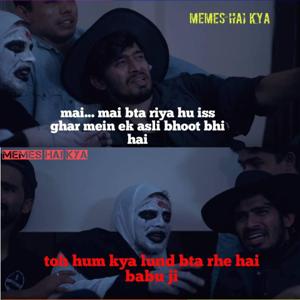 MEMES HAI KYA
mai... mai bta riya hu iss
ghar mein ek asli bhoot bhi
hai
MEMES HAI KYA
toh hum kya lund bta rhe hai
babu ji